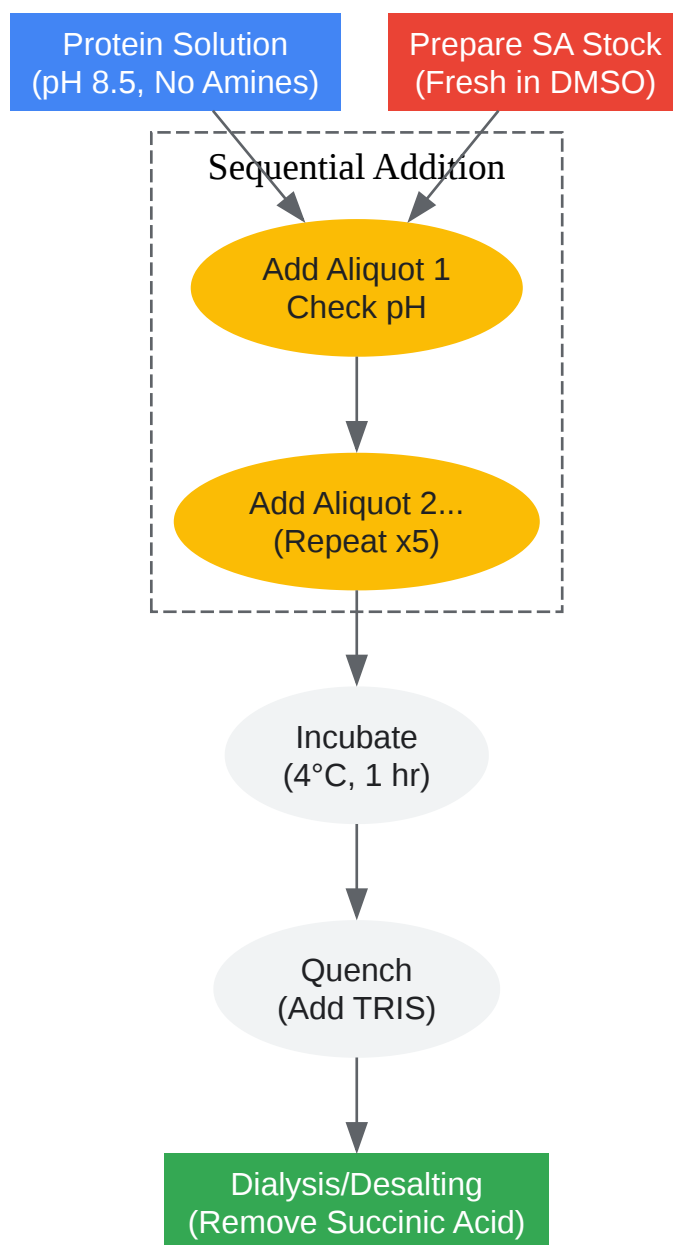 Protein Solution
(pH 8.5, No Amines)
Prepare SA Stock
(Fresh in DMSO)
Sequential Addition
Add Aliquot 1
Check pH
Add Aliquot 2...
(Repeat x5)
Incubate
(4°C, 1 hr)
Quench
(Add TRIS)
Dialysis/Desalting
(Remove Succinic Acid)